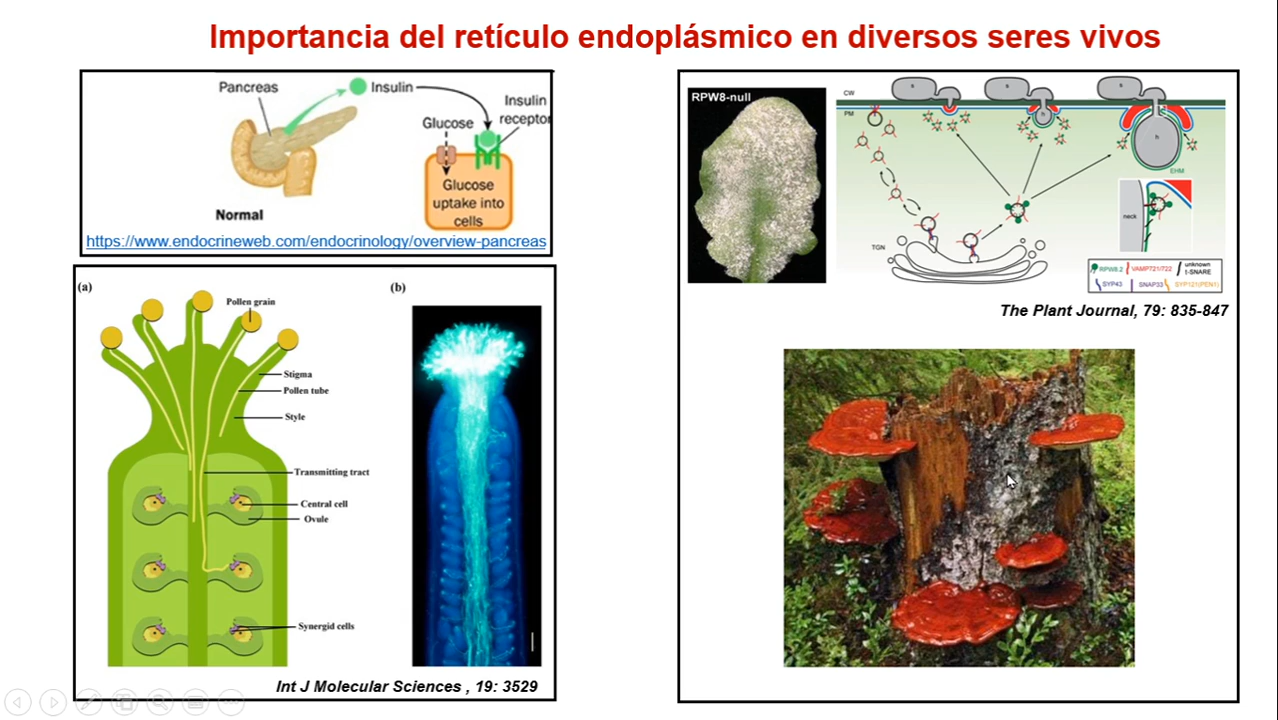 Importancia del retículo endoplásmico en diversos seres vivos
Pancreas
Insulin
Insulin
receptor
Glucose
Glucose
uptake into
cells
Normal
https://www.endocrineweb.com/endocrinology/overview-pancreas
(a)
(b)
Pollen grain
Stigma
Pollen tube
Style
Transmitting tract
Central cell
Ovule
Synergid cells
Int J Molecular Sciences , 19: 3529
RPW8-null
CW
PM
s
s
s
h
h
EHM
neck
TGN
RPW8.2
VAMP721/722
unknown
t-SNARE
SYP43
SNAP33
SYP121(PEN1)
The Plant Journal, 79: 835-847